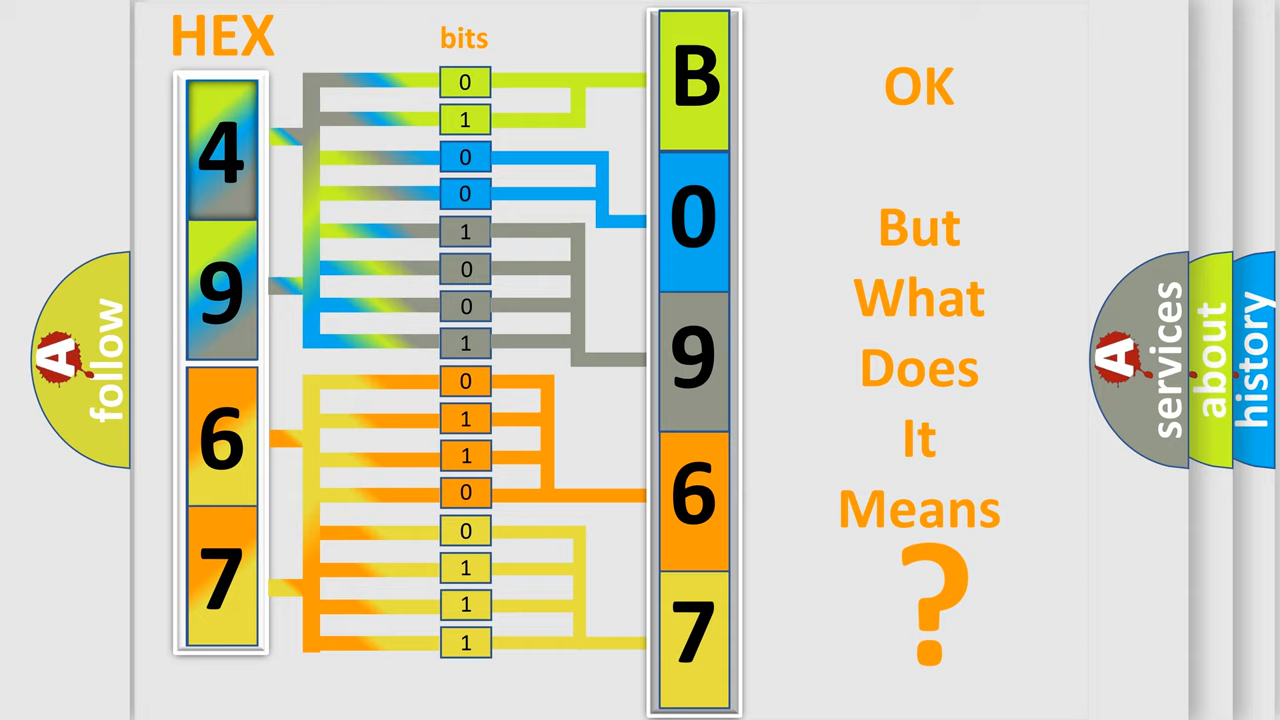 HEX
bits
4
9
6
7
0
1
0
0
1
0
0
1
0
1
1
0
0
1
1
1
B
0
9
6
7
OK
But
What
Does
It
Means
?
A
follow
A
services
about
history